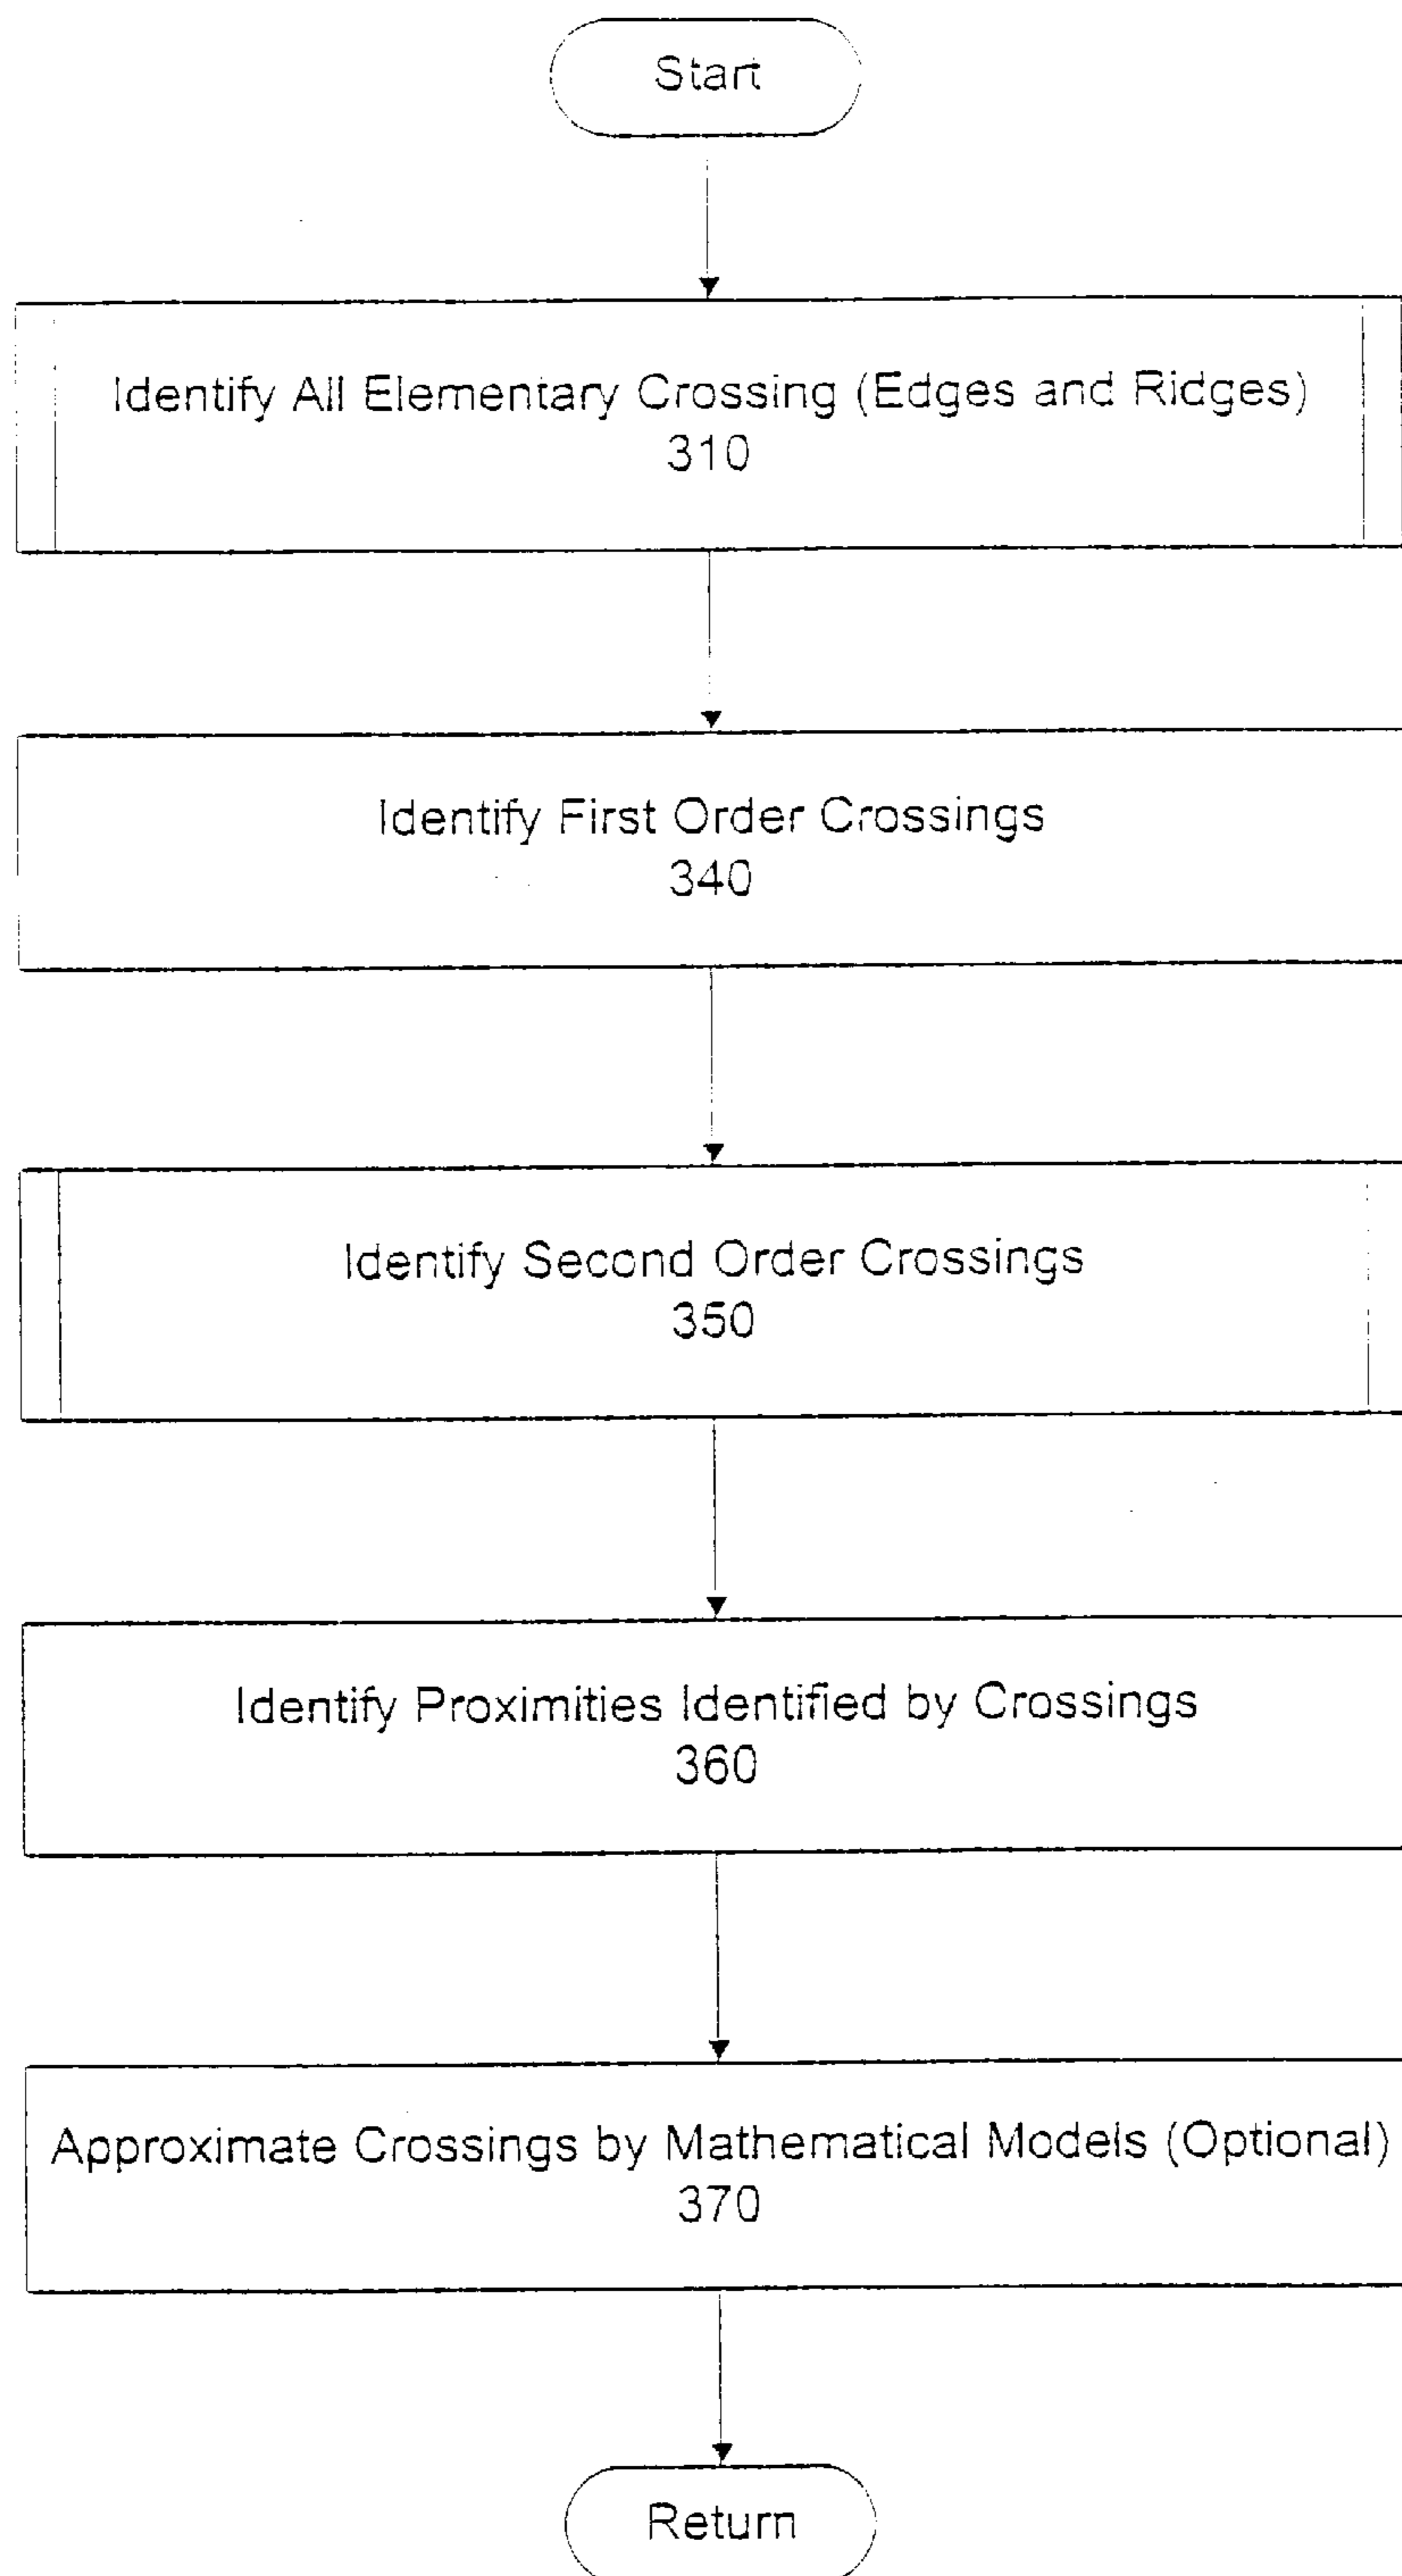 Start
Identify All Elementary Crossing (Edges and Ridges)
310
Identify First Order Crossings
340
Identify Second Order Crossings
350
Identify Proximities Identified by Crossings
360
Approximate Crossings by Mathematical Models (Optional)
370
Return